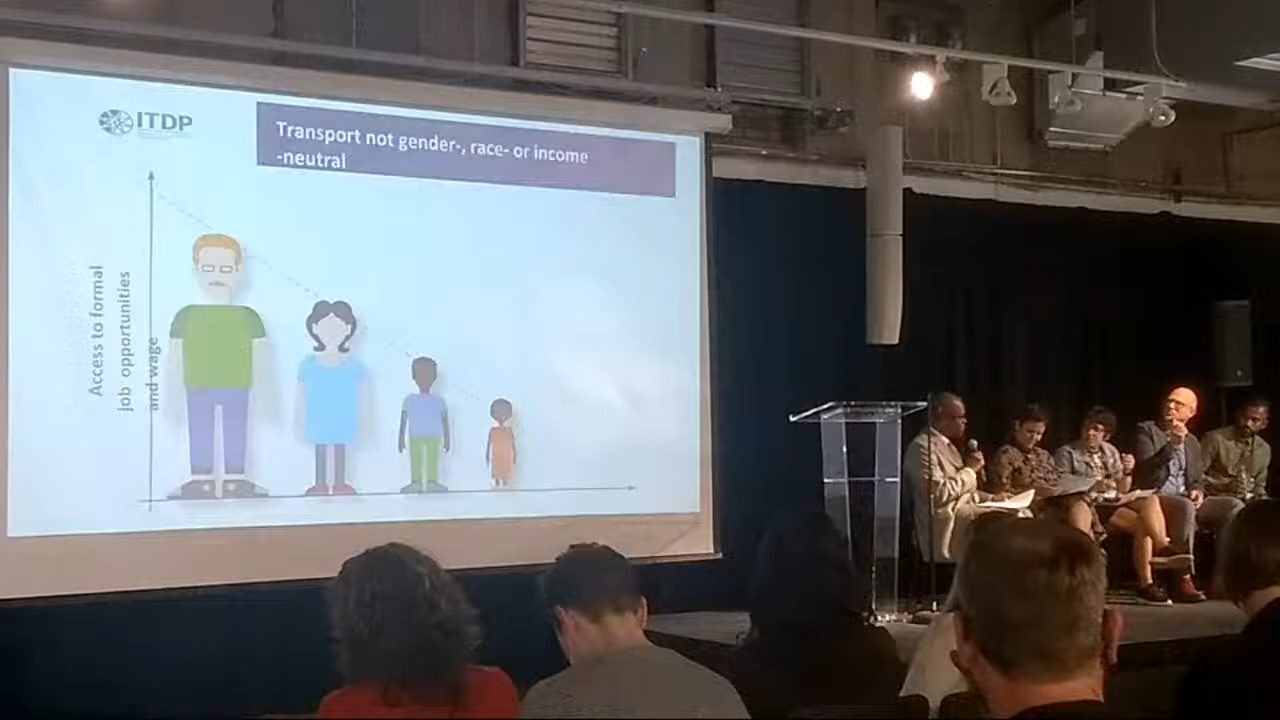 ITDP
Transport not gender-, race- or income
-neutral
Access to formal
job opportunities
and wage